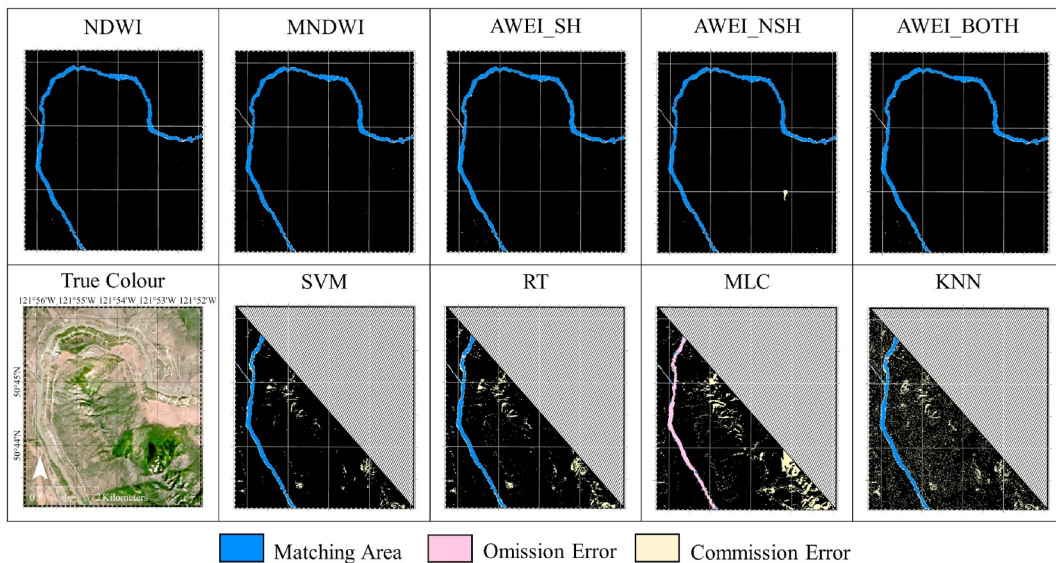 NDWI MNDWI AWEI_SH AWEI_NSH AWEI_BOTH
True Colour SVM RT MLC KNN
121°56'W 121°55'W 121°54'W 121°53'W 121°52'W
50°45'N
50°44'N
0 2 Kilometers
Matching Area Omission Error Commission Error